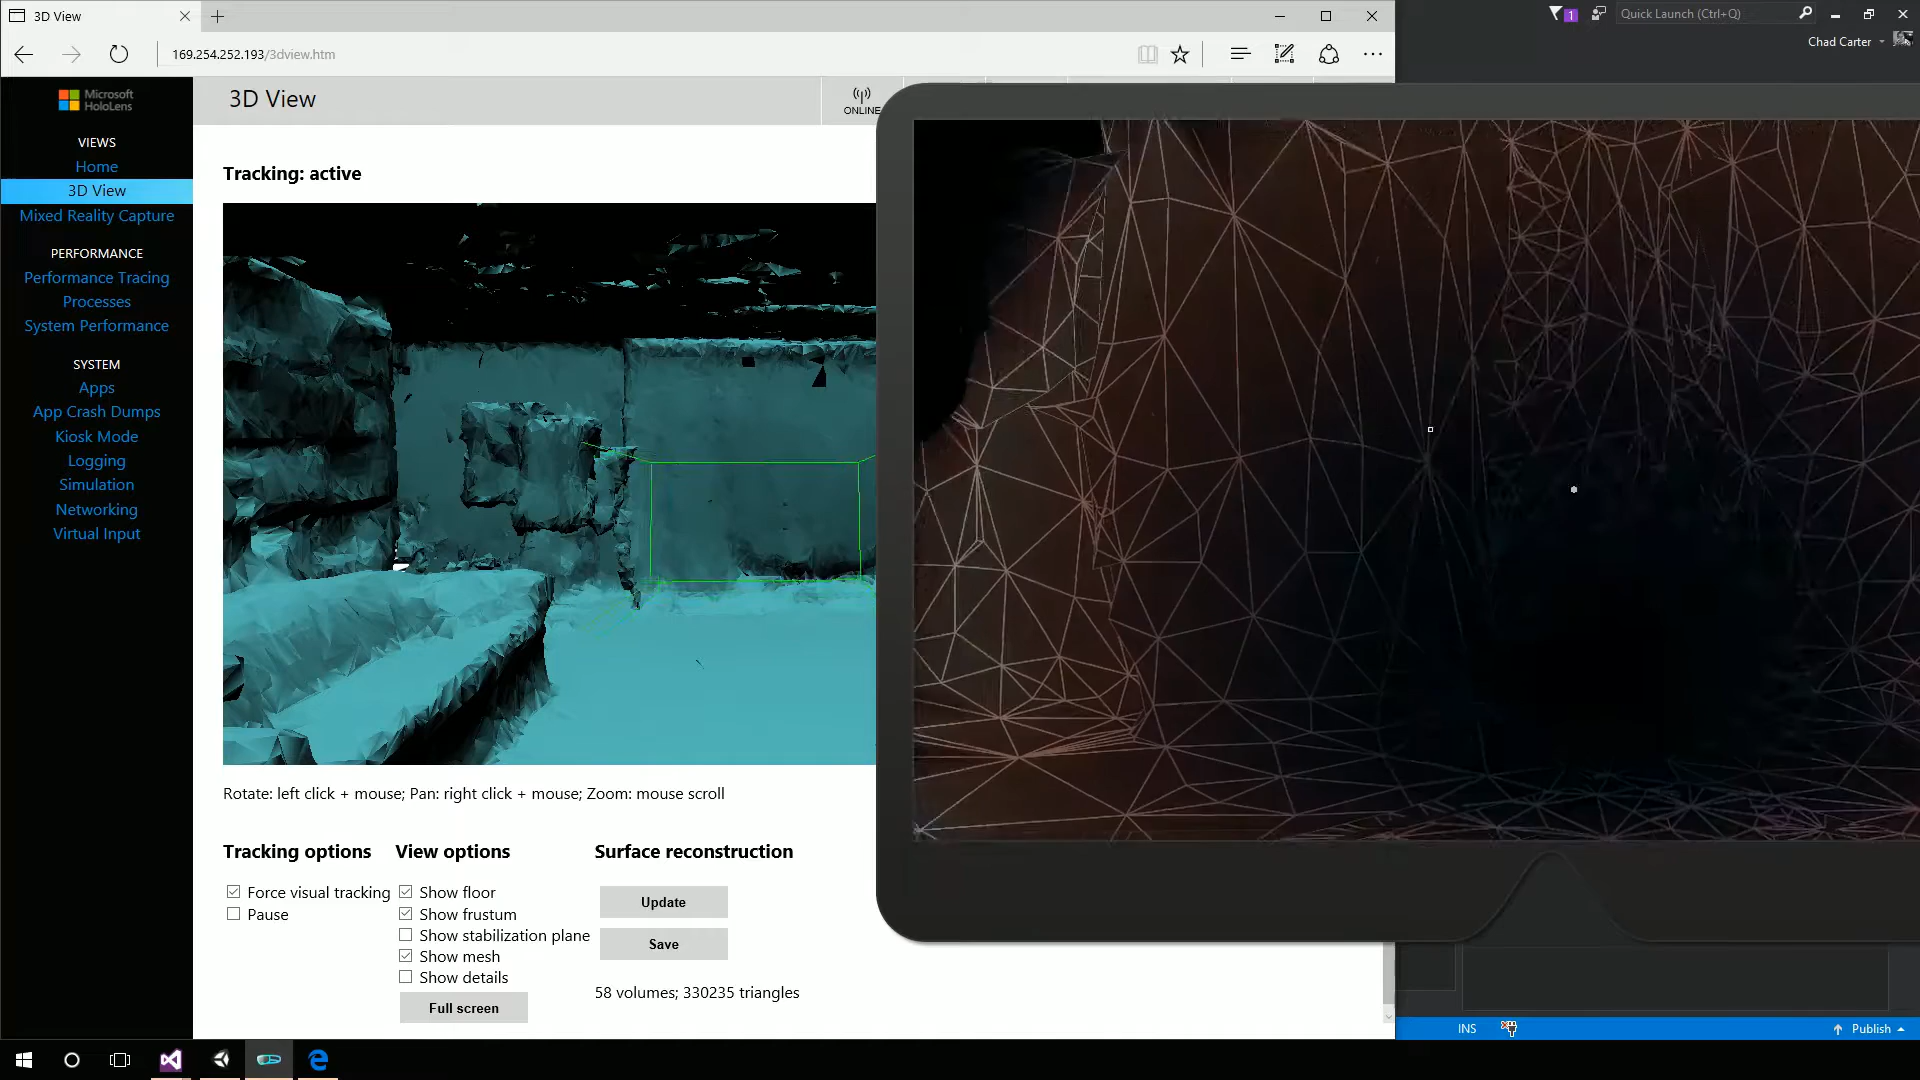 3D View
1
Quick Launch (Ctrl+Q)
Chad Carter
169.254.252.193/3dview.htm
Microsoft
HoloLens
3D View
ONLINE
VIEWS
Home
3D View
Mixed Reality Capture
PERFORMANCE
Performance Tracing
Processes
System Performance
SYSTEM
Apps
App Crash Dumps
Kiosk Mode
Logging
Simulation
Networking
Virtual Input
Tracking: active
Rotate: left click + mouse; Pan: right click + mouse; Zoom: mouse scroll
Tracking options
Force visual tracking
Pause
View options
Show floor
Show frustum
Show stabilization plane
Show mesh
Show details
Full screen
Surface reconstruction
Update
Save
58 volumes; 330235 triangles
INS
Publish